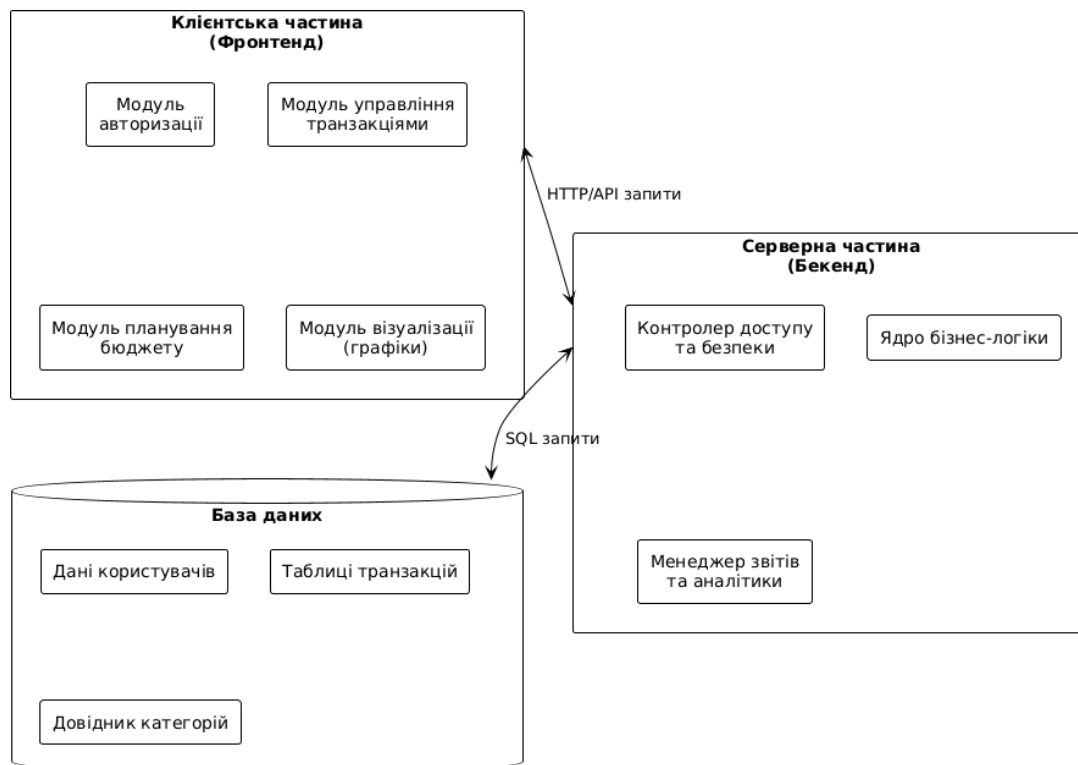 Клієнтська частина
(Фронтенд)
Модуль
авторизації
Модуль управління
транзакціями
Модуль планування
бюджету
Модуль візуалізації
(графіки)
HTTP/API запити
Серверна частина
(Бекенд)
Контролер доступу
та безпеки
Ядро бізнес-логіки
Менеджер звітів
та аналітики
SQL запити
База даних
Дані користувачів
Таблиці транзакцій
Довідник категорій